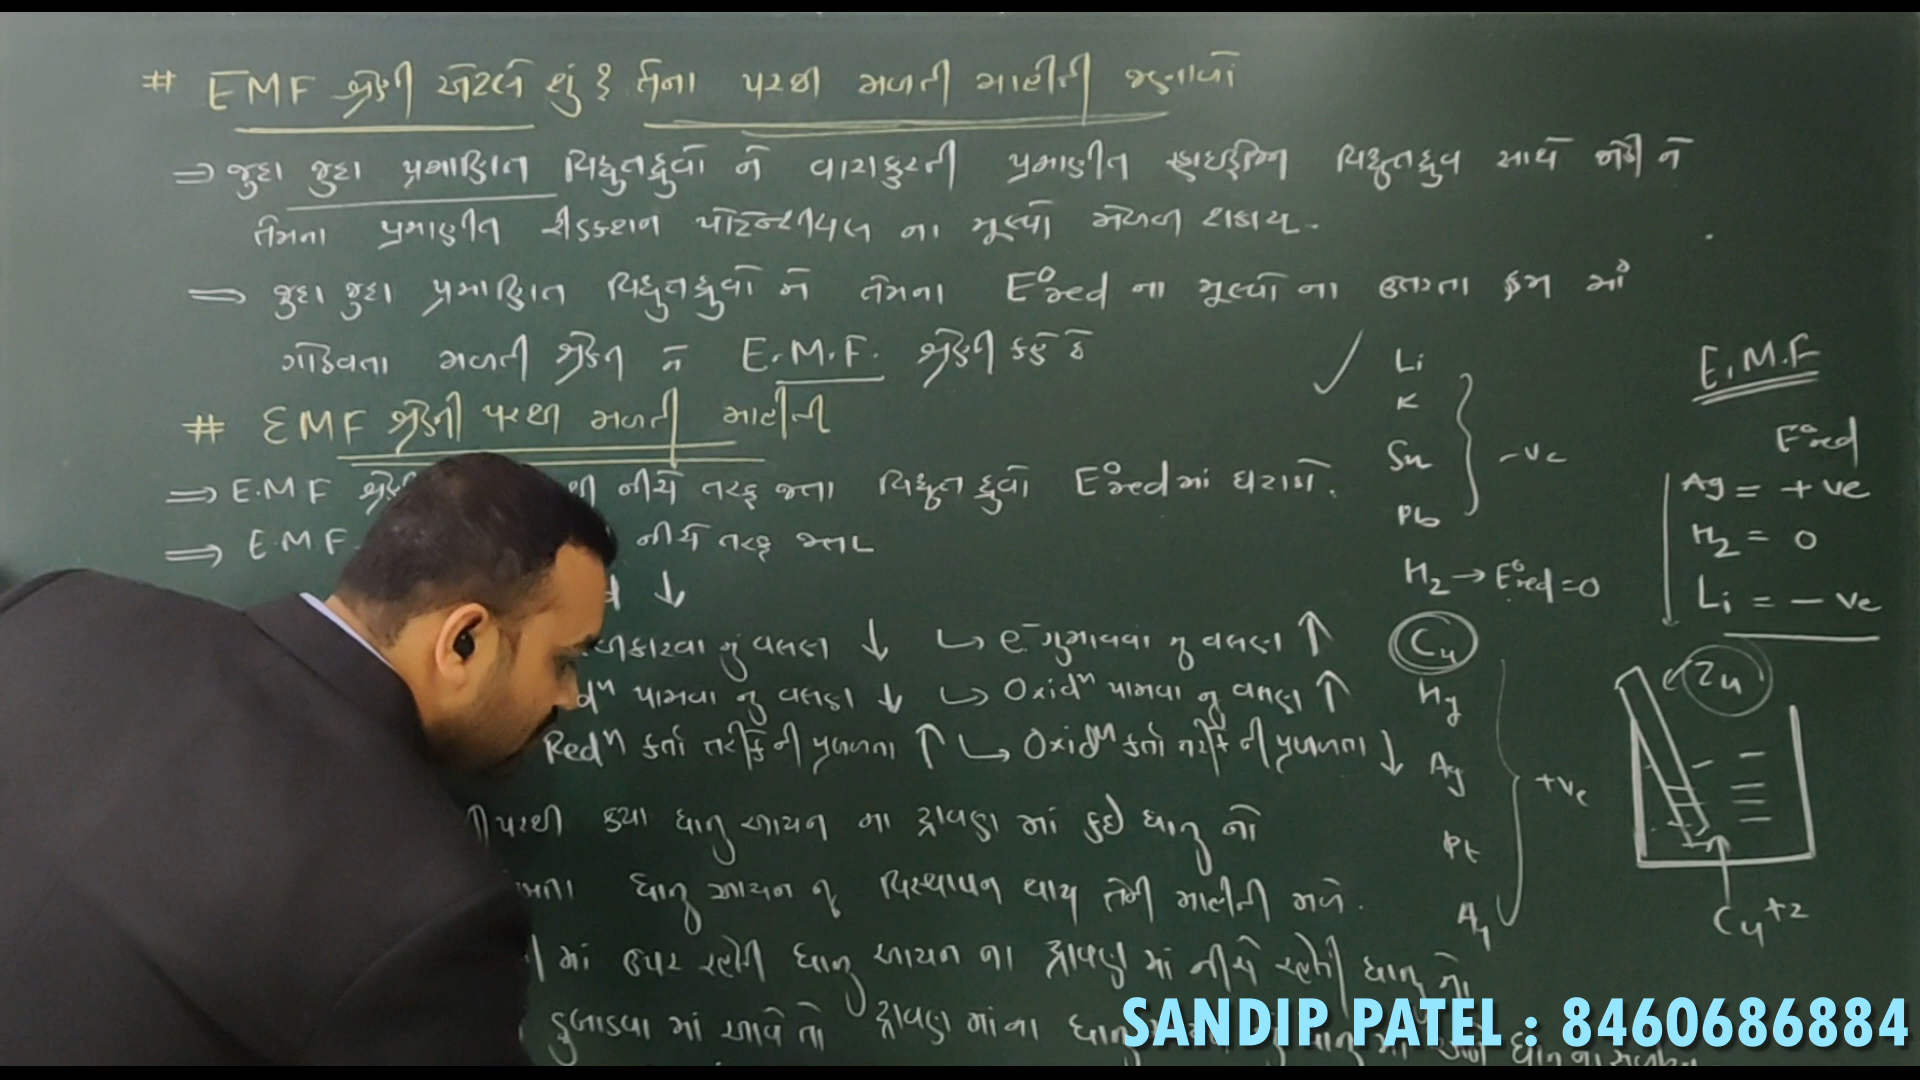 # EMF શ્રેણી એટલે શું ? તેના પરથી મળતી માહીતી જણાવો
⇒ જુદા જુદા પ્રમાણિત વિદ્યુતધ્રુવો ને વારાફરતી પ્રમાણીત હાઇડ્રોજન વિદ્યુતધ્રુવ સાથે જોડી ને
તેમના પ્રમાણીત રીડક્શન પોટેન્શીયલ ના મૂલ્યો મેળવી શકાય.
⇒ જુદા જુદા પ્રમાણિત વિદ્યુતધ્રુવો ને તેમના E°red ના મૂલ્યો ના ઉતરતા ક્રમ માં
ગોઠવતા મળતી શ્રેણી ને E.M.F. શ્રેણી કહે છે
# EMF શ્રેણી પરથી મળતી માહીતી
⇒ E.M.F નીચે તરફ જતા વિદ્યુત ધ્રુવો E°red માં ઘટાડો.
⇒ E.M.F. નીચે તરફ જતા
↓
સ્વીકારવા નું વલણ ↓ ↳ e⁻ ગુમાવવા નુ વલણ ↑
Redⁿ પામવા નુ વલણ ↓ ↳ Oxidⁿ પામવા નુ વલણ ↑
Redⁿ કર્તા તરીકે ની પ્રબળતા ↑ ↳ Oxidⁿ કર્તા તરીકે ની પ્રબળતા ↓
પરથી કયા ધાતુ આયન ના દ્રાવણ માં કઇ ધાતુ નો
ધાતુ આયન નુ વિસ્થાપન થાય તેની માહીતી મળે.
માં ઉપર રહેલી ધાતુ આયન ના દ્રાવણ માં નીચે રહેલી ધાતુ નો
ડુબાડવા માં આવે તો દ્રાવણ માંના
✓ Li
K
Sn
Pb
-ve
H₂ → E°red = 0
Cu
Hg
Ag
Pt
+ve
E.M.F
E°red
Ag = +ve
H₂ = 0
Li = -ve
Zn
Cu⁺²
SANDIP PATEL : 8460686884